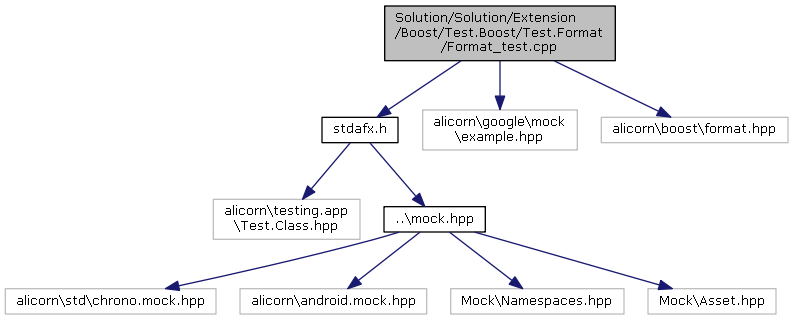 Solution/Solution/Extension
/Boost/Test.Boost/Test.Format
/Format_test.cpp
stdafx.h
alicorn\google\mock
\example.hpp
alicorn\boost\format.hpp
alicorn\testing.app
\Test.Class.hpp
..\mock.hpp
alicorn\std\chrono.mock.hpp
alicorn\android.mock.hpp
Mock\Namespaces.hpp
Mock\Asset.hpp